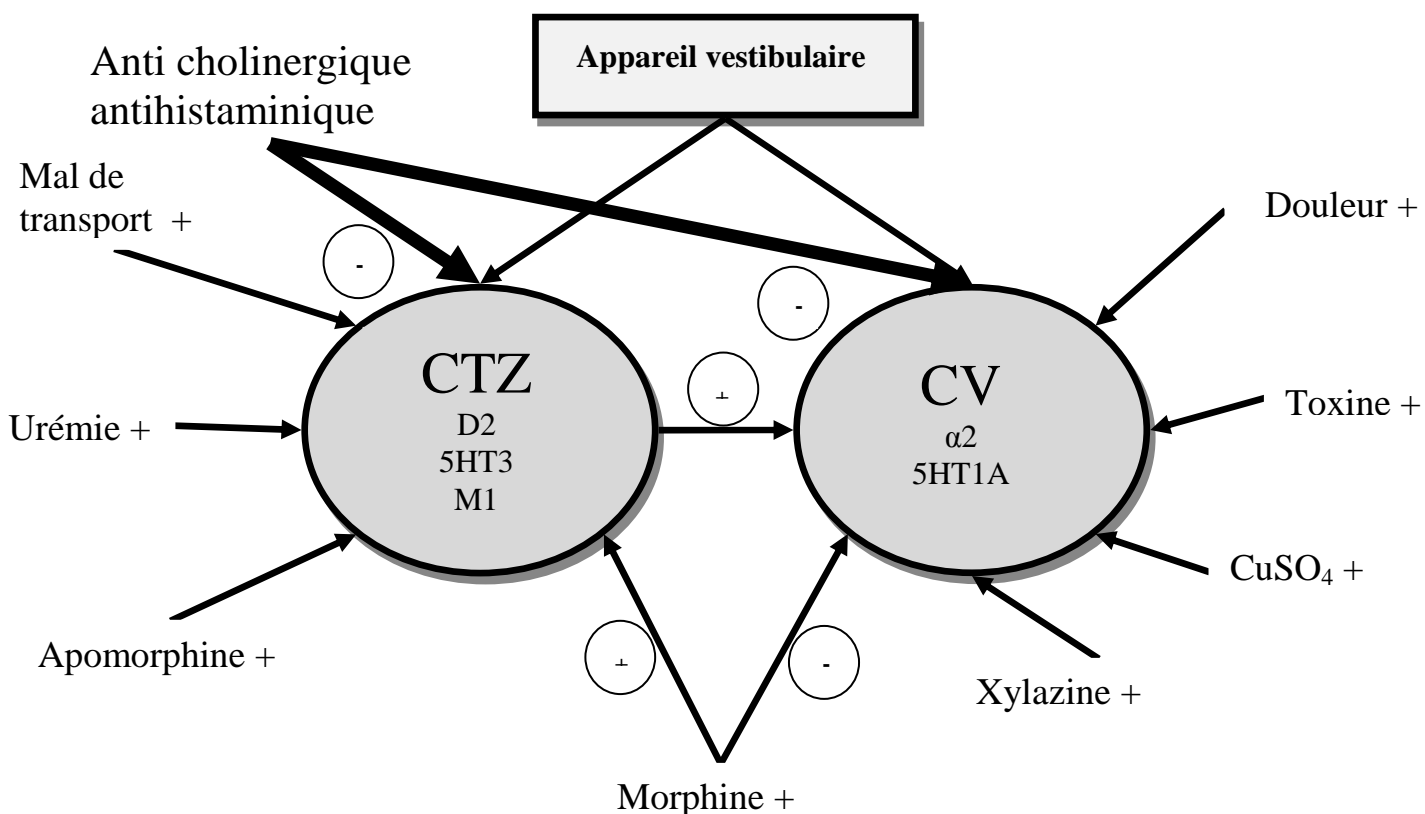 Anti cholinergique
antihistaminique
Appareil vestibulaire
Mal de
transport +
Douleur +
-
-
CTZ
D2
5HT3
M1
+
CV
α2
5HT1A
Urémie +
Toxine +
CuSO₄ +
Apomorphine +
+
-
Xylazine +
Morphine +